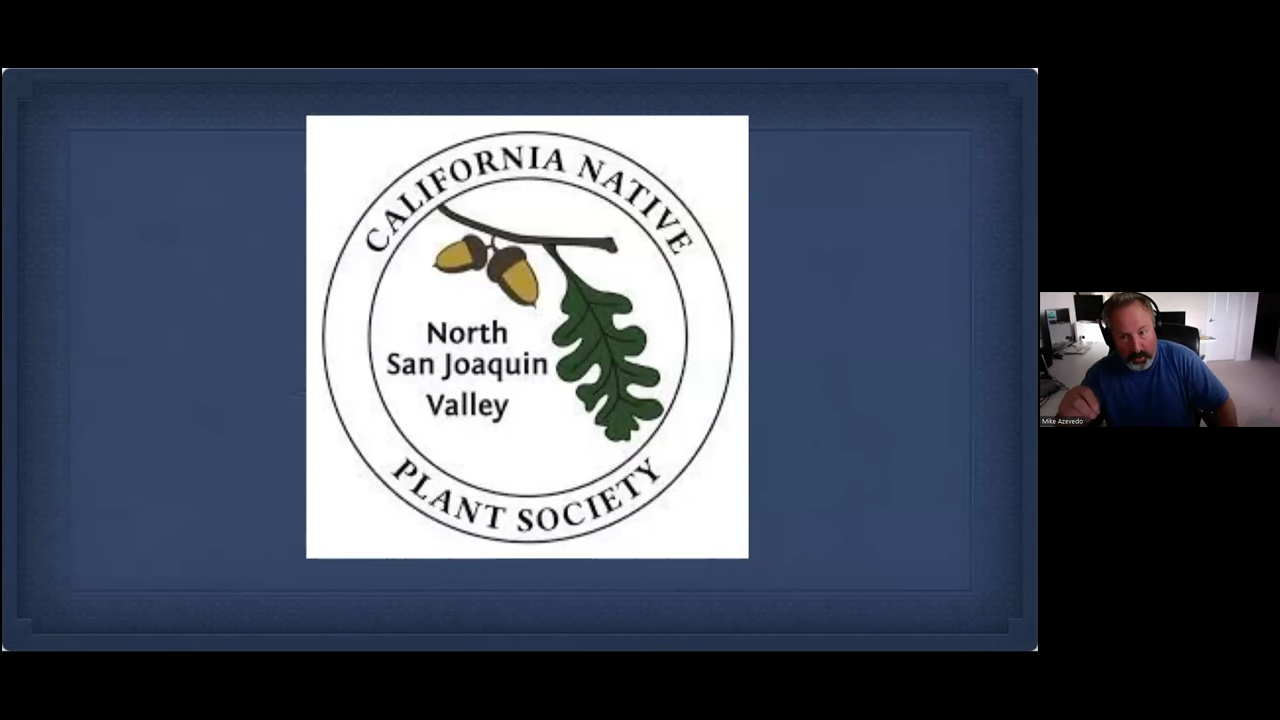 CALIFORNIA NATIVE
North
San Joaquin
Valley
PLANT SOCIETY
Mike Azevedo